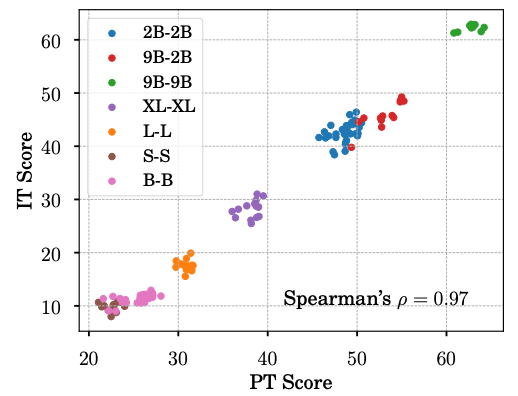 2B-2B
9B-2B
9B-9B
XL-XL
L-L
S-S
B-B
60
50
40
30
20
10
IT Score
Spearman's ρ = 0.97
20 30 40 50 60
PT Score